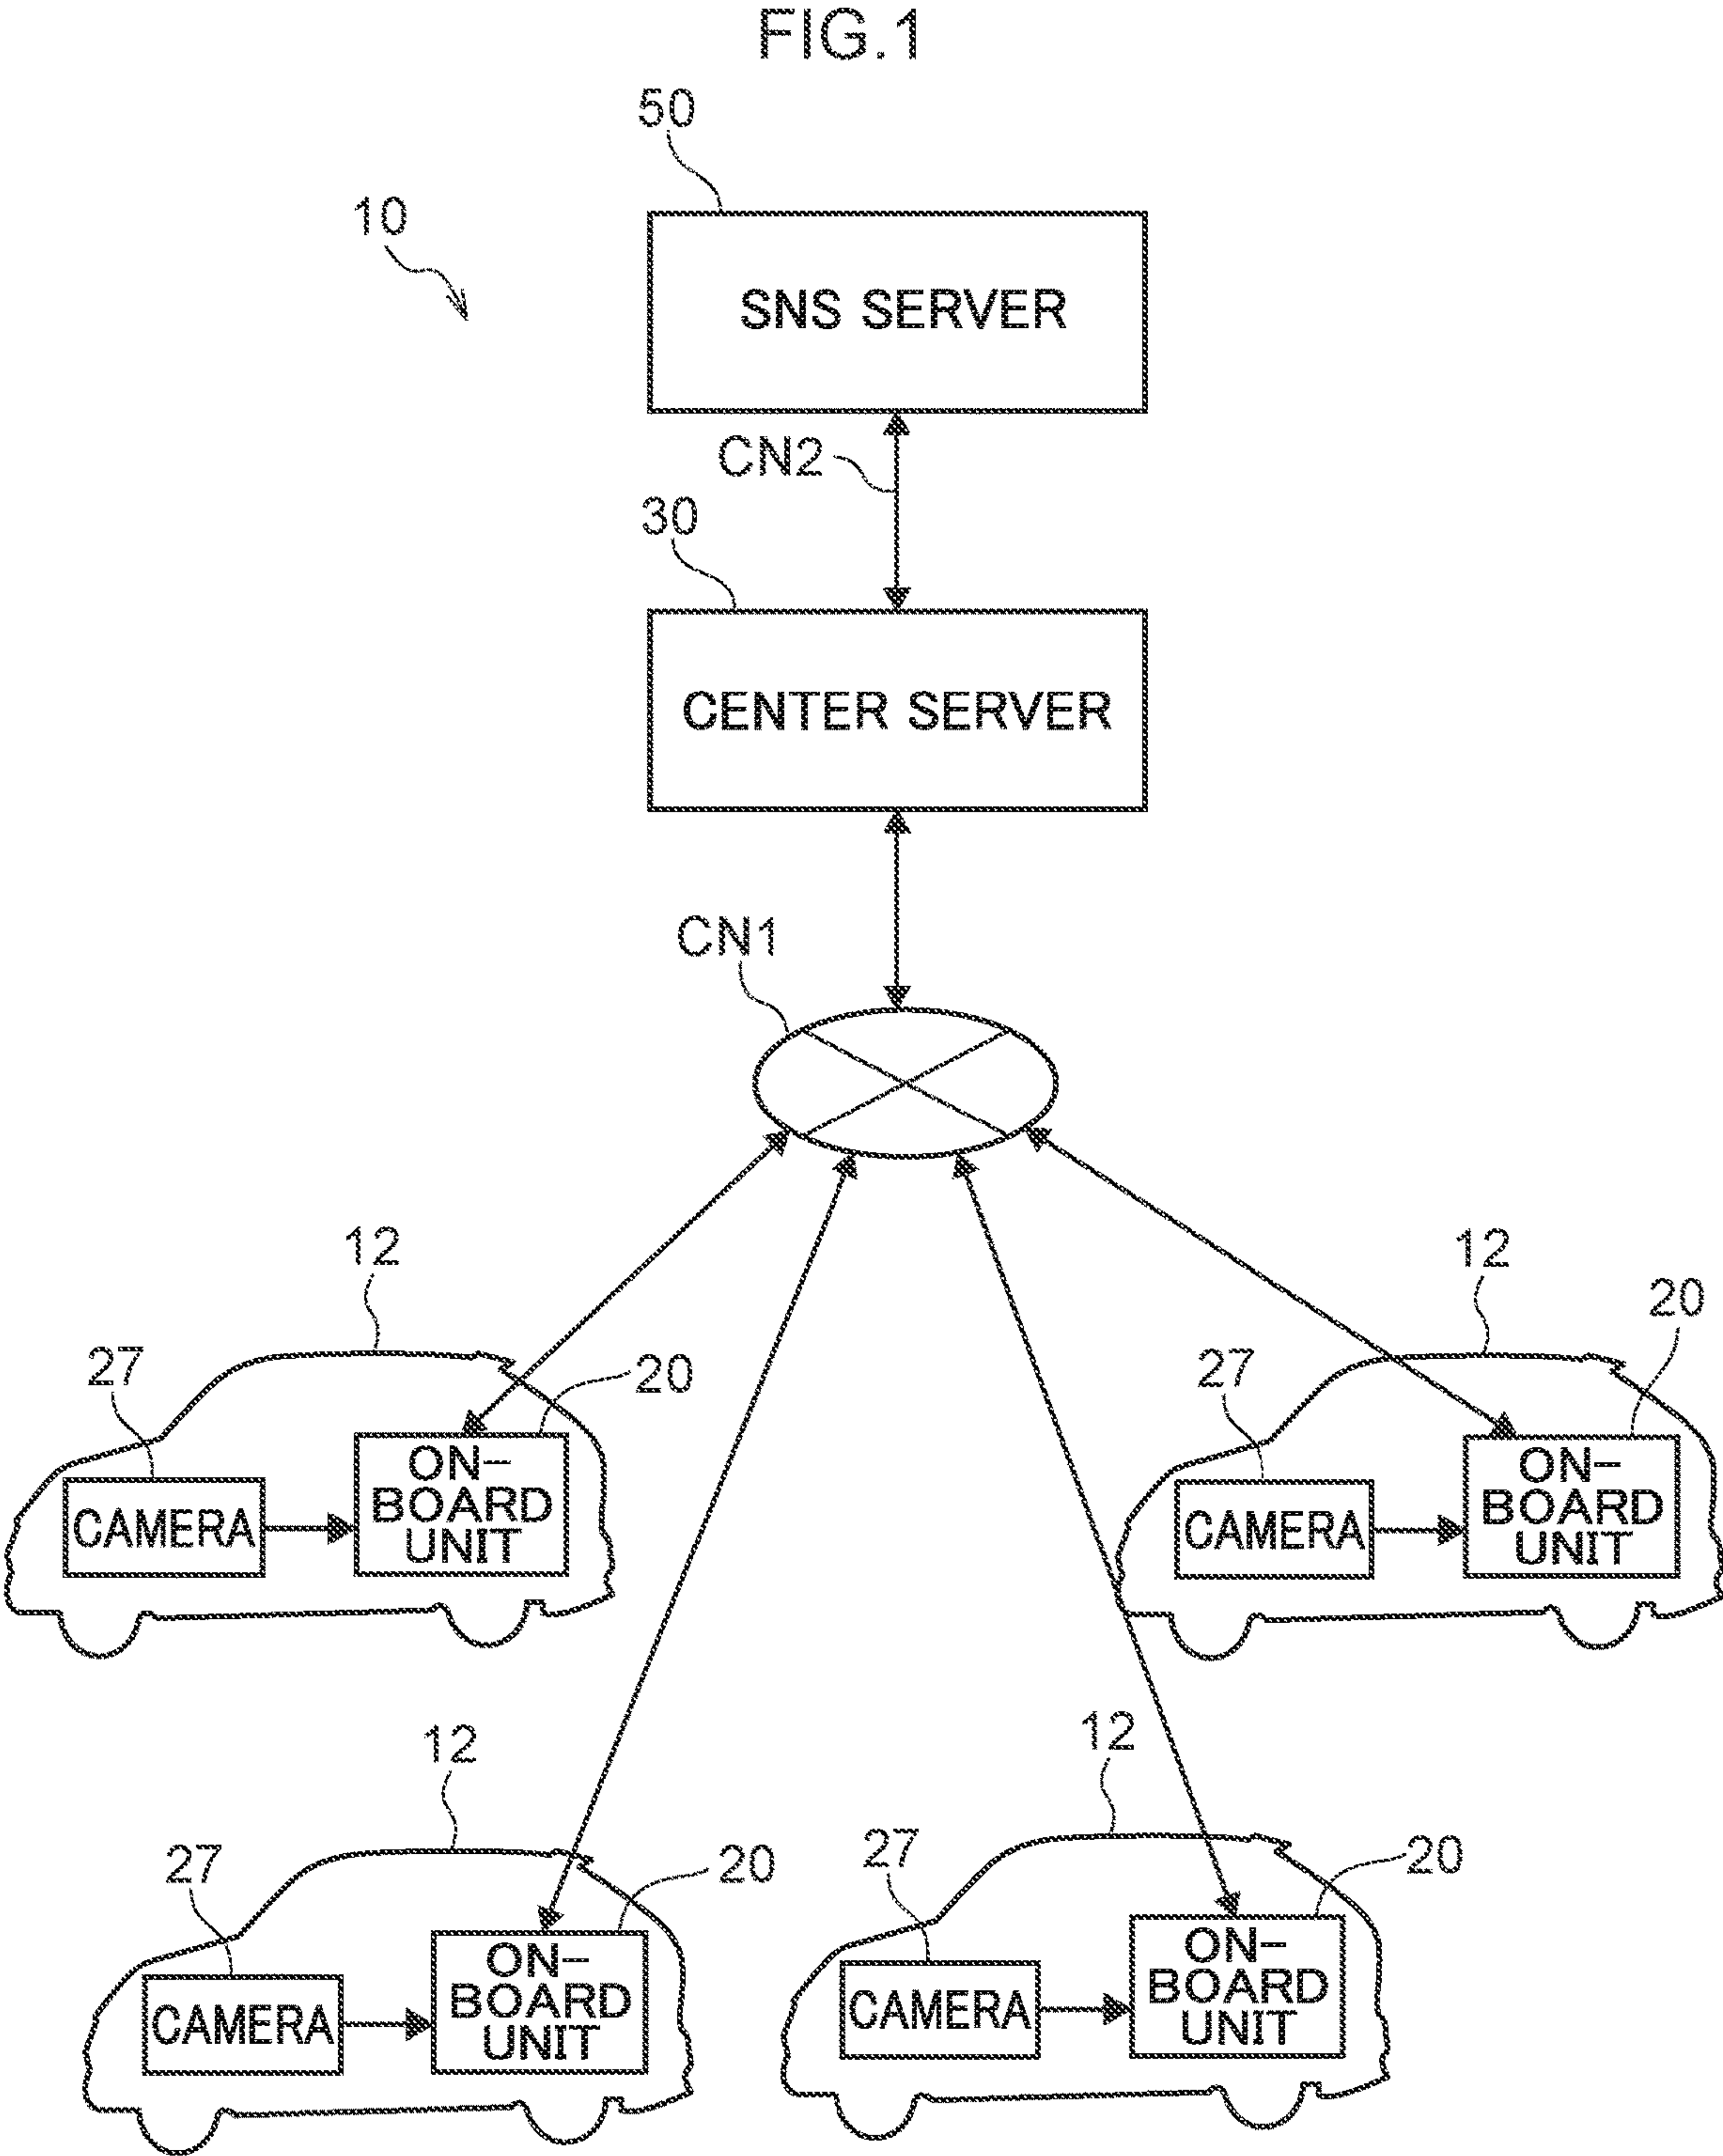 FIG.1
50
10
SNS SERVER
CN2
30
CENTER SERVER
CN1
12
12
20
27
20
27
ON-
BOARD
UNIT
CAMERA
ON-
BOARD
UNIT
CAMERA
12
12
27
20
27
20
ON-
BOARD
UNIT
CAMERA
ON-
BOARD
UNIT
CAMERA